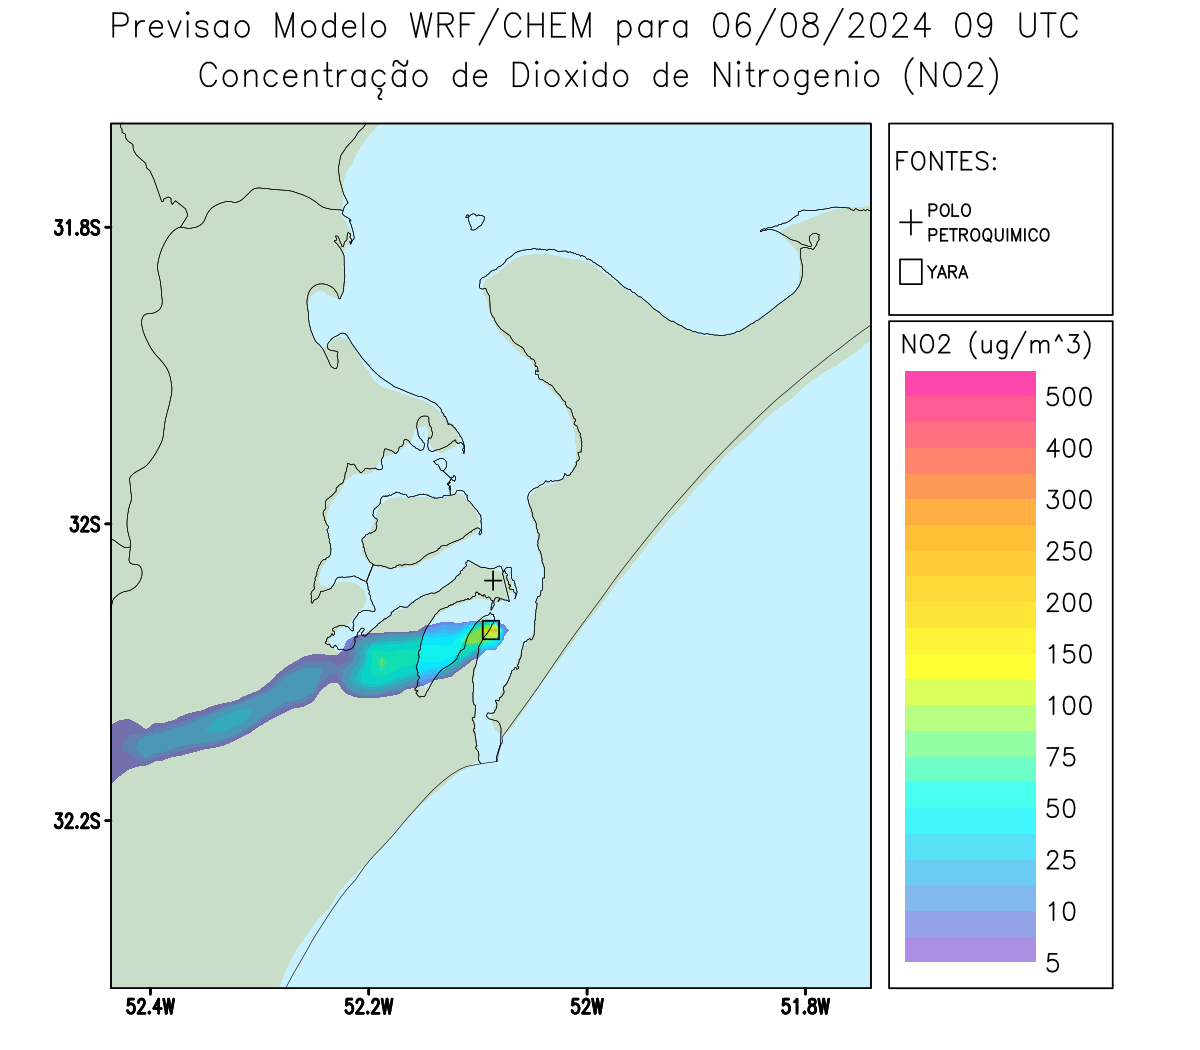 Previsao Modelo WRF/CHEM para 06/08/2024 09 UTC
Concentração de Dioxido de Nitrogenio (NO2)
FONTES:
POLO
PETROQUIMICO
YARA
NO2 (ug/m^3)
500
400
300
250
200
150
100
75
50
25
10
5
31.8S
32S
32.2S
52.4W
52.2W
52W
51.8W